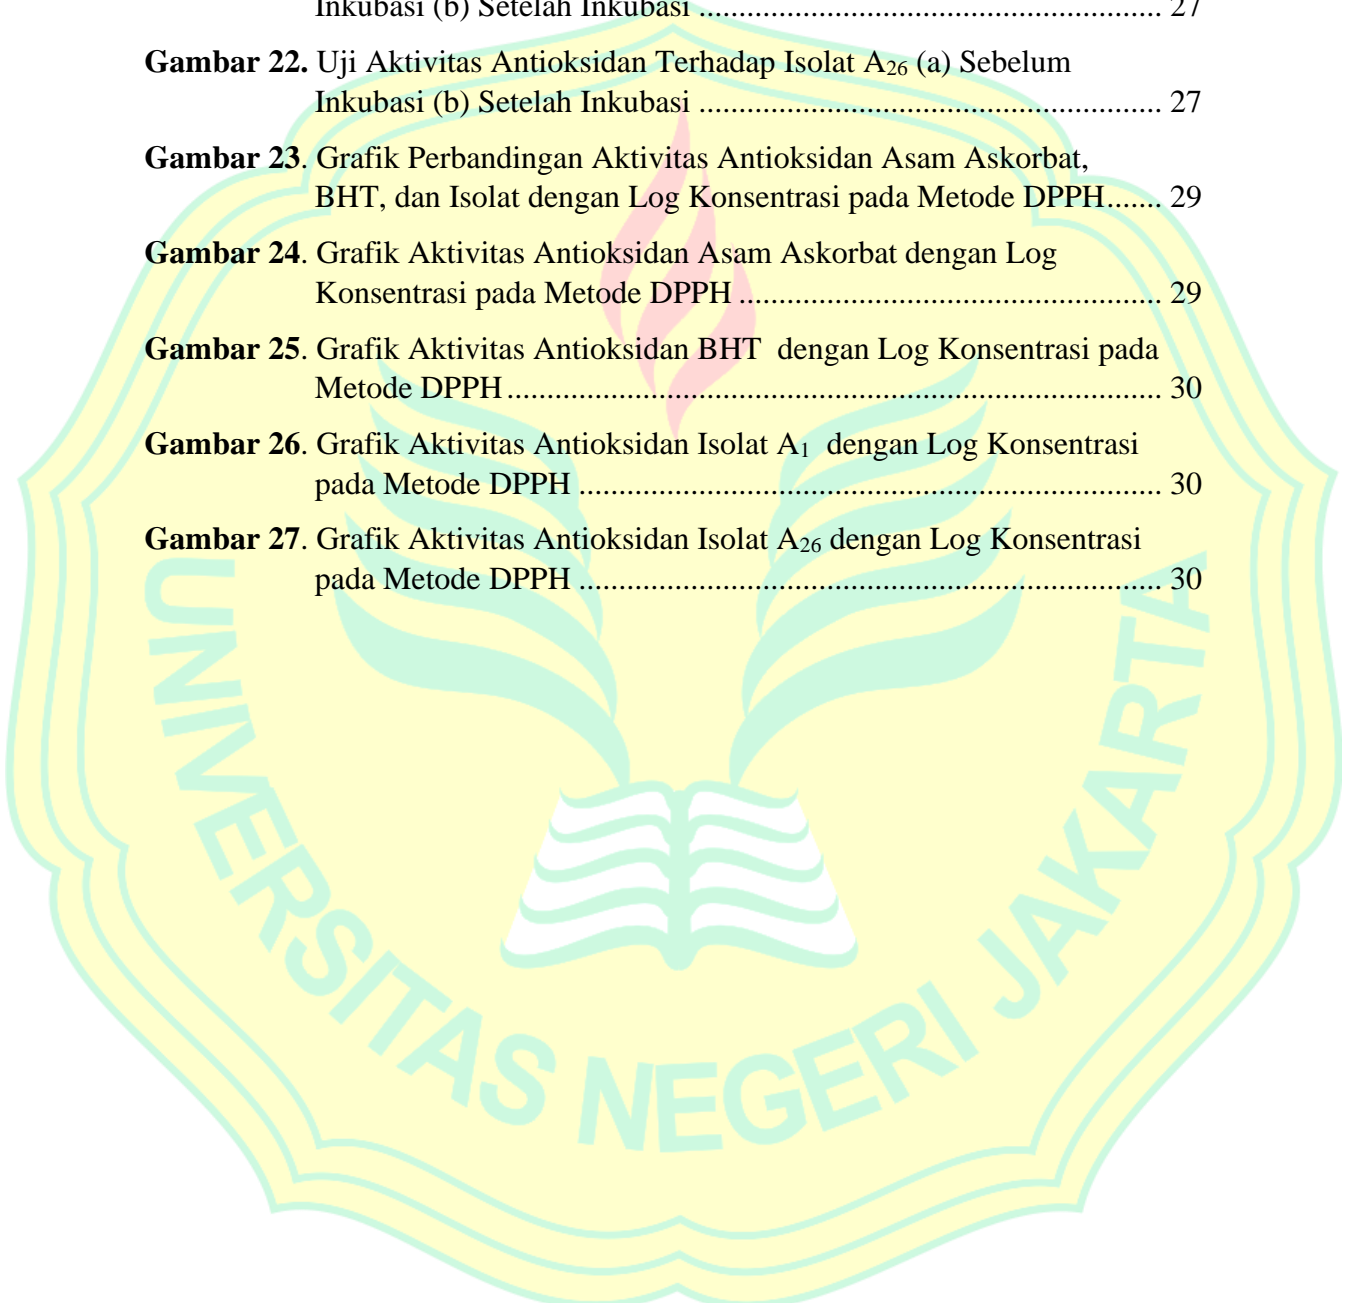 Inkubasi (b) Setelah Inkubasi .......................................................... 27
Gambar 22. Uji Aktivitas Antioksidan Terhadap Isolat A₂₆ (a) Sebelum
Inkubasi (b) Setelah Inkubasi .......................................................... 27
Gambar 23. Grafik Perbandingan Aktivitas Antioksidan Asam Askorbat,
BHT, dan Isolat dengan Log Konsentrasi pada Metode DPPH....... 29
Gambar 24. Grafik Aktivitas Antioksidan Asam Askorbat dengan Log
Konsentrasi pada Metode DPPH ..................................................... 29
Gambar 25. Grafik Aktivitas Antioksidan BHT dengan Log Konsentrasi pada
Metode DPPH .................................................................................. 30
Gambar 26. Grafik Aktivitas Antioksidan Isolat A₁ dengan Log Konsentrasi
pada Metode DPPH ......................................................................... 30
Gambar 27. Grafik Aktivitas Antioksidan Isolat A₂₆ dengan Log Konsentrasi
pada Metode DPPH ......................................................................... 30
UNIVERSITAS NEGERI JAKARTA